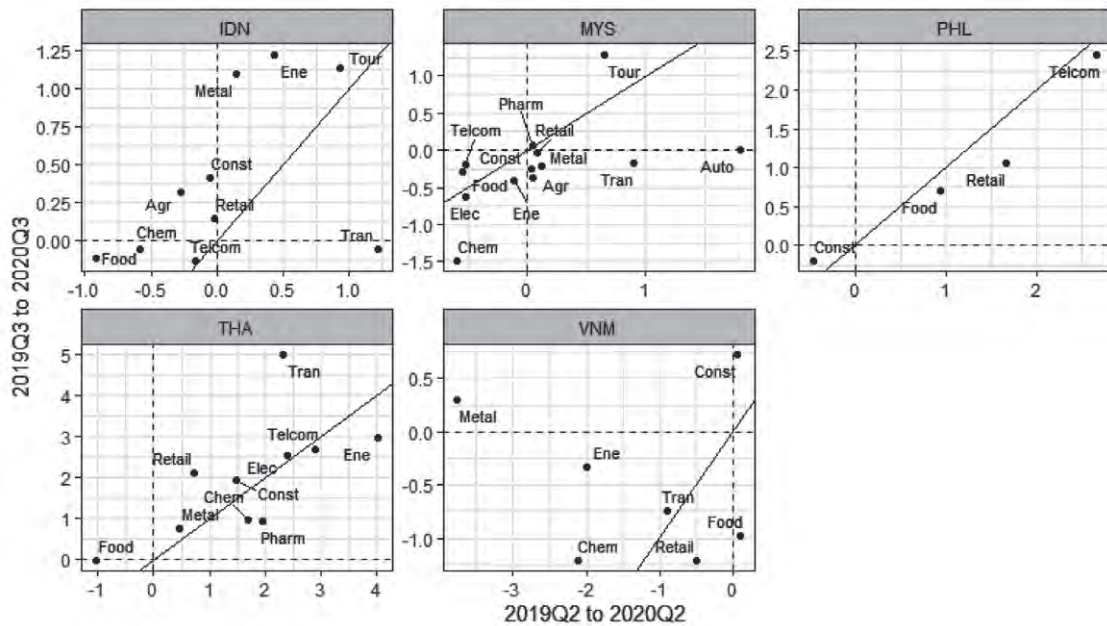 IDN
MYS
PHL
1.25
1.00
0.75
0.50
0.25
0.00
Ene
Tour
Metal
Const
Agr
Retail
Chem
Telcom
Tran
Food
-1.0
-0.5
0.0
0.5
1.0
1.0
0.5
0.0
-0.5
-1.0
-1.5
Tour
Pharm
Telcom
Retail
Const
Metal
Auto
Tran
Food
Agr
Elec
Ene
Chem
0
1
2.5
2.0
1.5
1.0
0.5
0.0
Telcom
Retail
Food
Const
0
1
2
2019Q3 to 2020Q3
THA
VNM
5
4
3
2
1
0
Tran
Telcom
Retail
Elec
Ene
Chem
Const
Metal
Pharm
Food
-1
0
1
2
3
4
0.5
0.0
-0.5
-1.0
Const
Metal
Ene
Tran
Food
Chem
Retail
-3
-2
-1
0
2019Q2 to 2020Q2